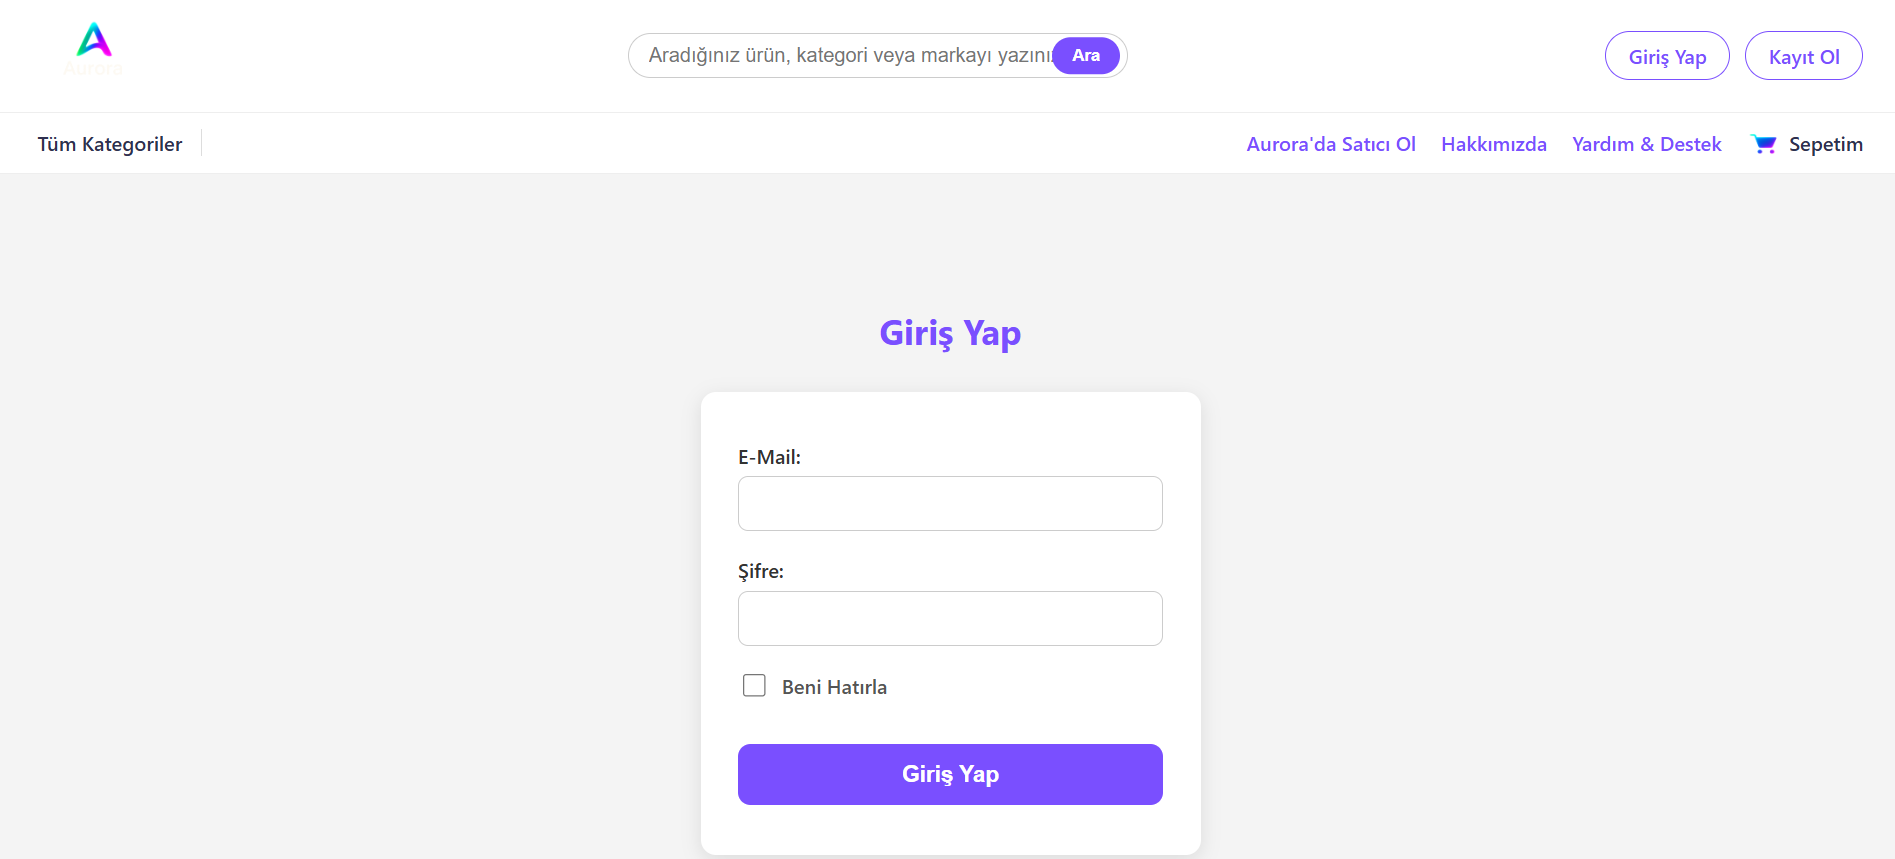 Aurora
Aradığınız ürün, kategori veya markayı yazınız
Ara
Giriş Yap
Kayıt Ol
Tüm Kategoriler
Aurora'da Satıcı Ol
Hakkımızda
Yardım & Destek
Sepetim
Giriş Yap
E-Mail:
Şifre:
Beni Hatırla
Giriş Yap